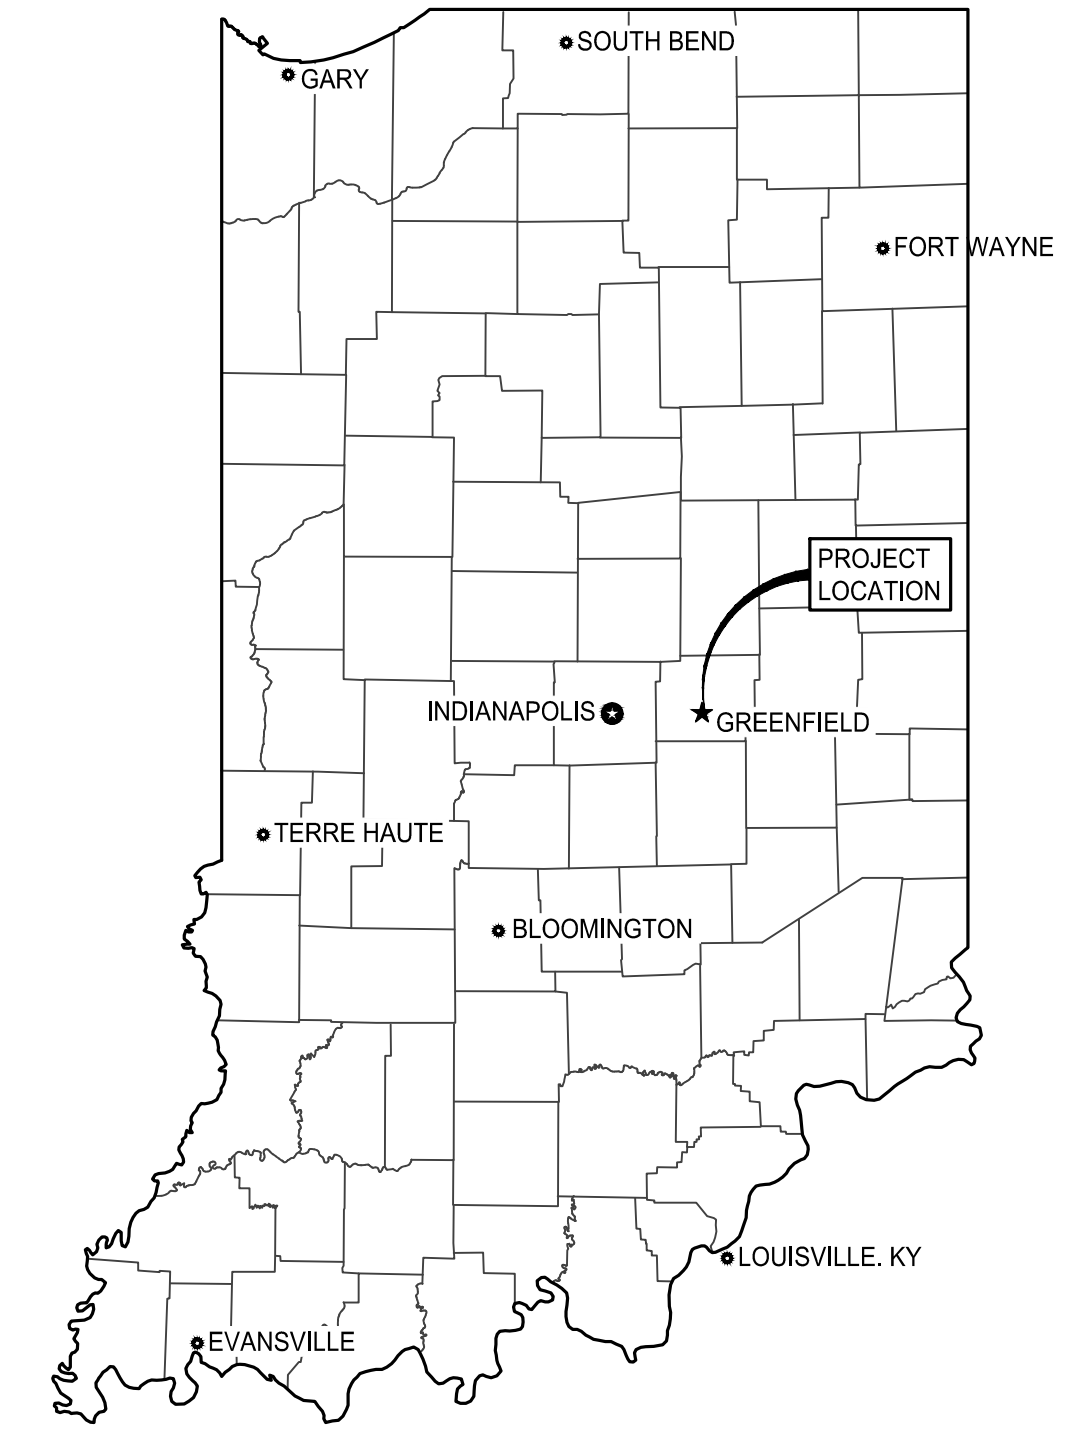 SOUTH BEND
GARY
FORT WAYNE
PROJECT
LOCATION
INDIANAPOLIS
GREENFIELD
TERRE HAUTE
BLOOMINGTON
LOUISVILLE. KY
EVANSVILLE